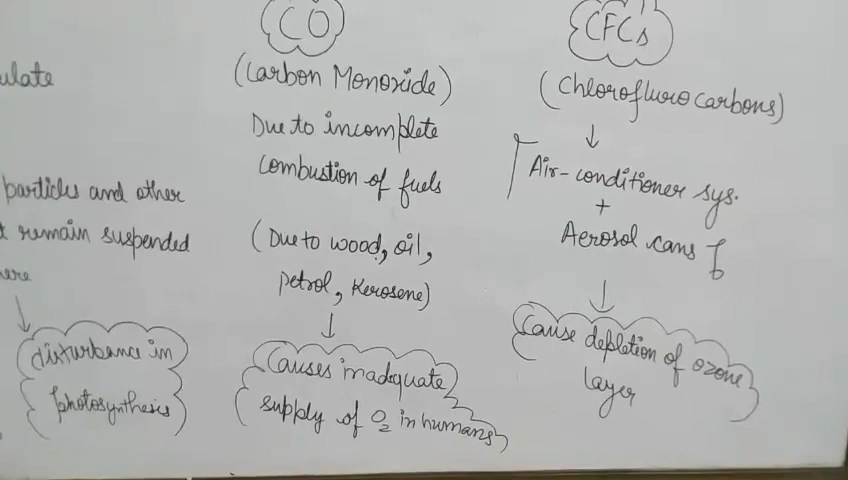 ulate
particles and other
t remain suspended
ere
disturbance in
photosynthesis
CO
(Carbon Monoxide)
Due to incomplete
Combustion of fuels
(Due to wood, oil,
petrol, Kerosene)
Causes inadequate
supply of O2 in humans
CFCs
(Chlorofluro carbons)
Air-conditioner sys.
+
Aerosol cans
Cause depletion of ozone
layer